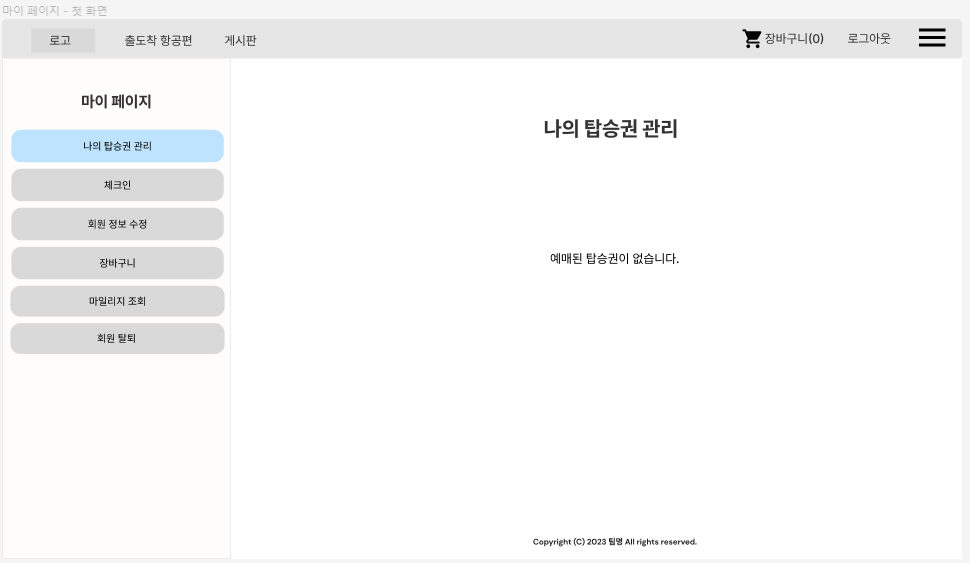 마이 페이지 - 첫 화면
로고 출도착 항공편 게시판 장바구니(0) 로그아웃
마이 페이지
나의 탑승권 관리
체크인
회원 정보 수정
장바구니
마일리지 조회
회원 탈퇴
나의 탑승권 관리
예매된 탑승권이 없습니다.
Copyright (C) 2023 팀명 All rights reserved.